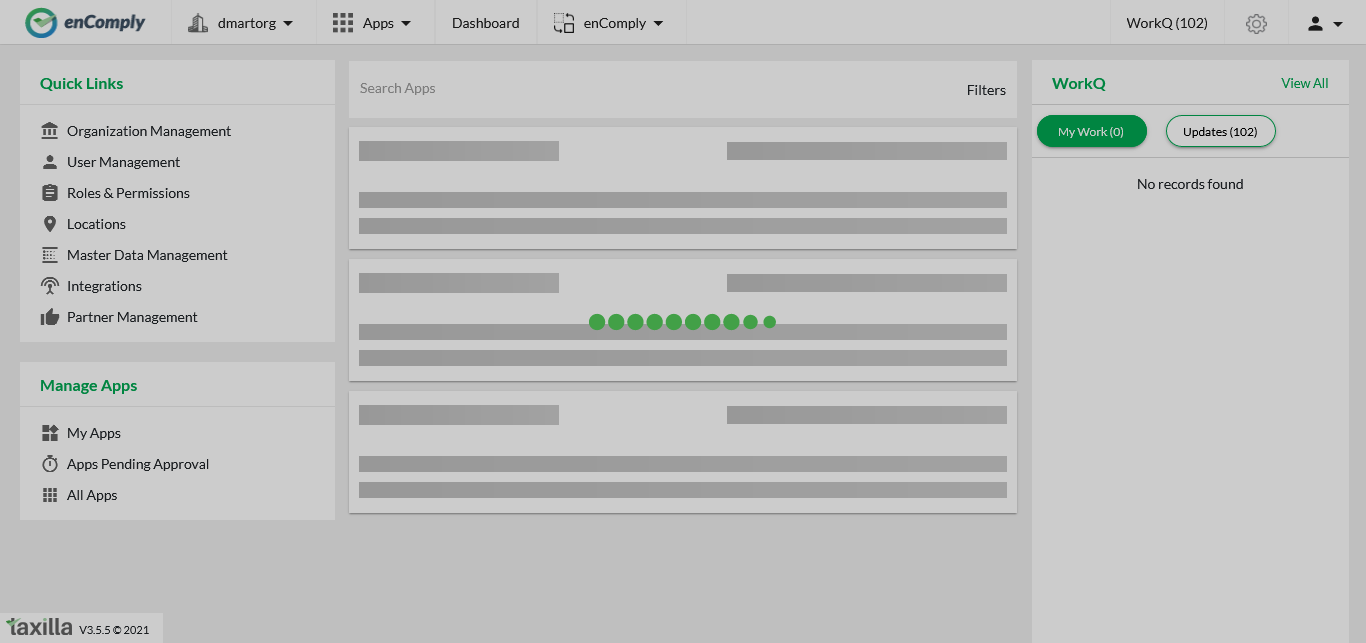 enComply
dmartorg
Apps
Dashboard
enComply
WorkQ (102)
Quick Links
Organization Management
User Management
Roles & Permissions
Locations
Master Data Management
Integrations
Partner Management
Manage Apps
My Apps
Apps Pending Approval
All Apps
Search Apps
Filters
WorkQ
View All
My Work (0)
Updates (102)
No records found
taxilla V3.5.5 © 2021